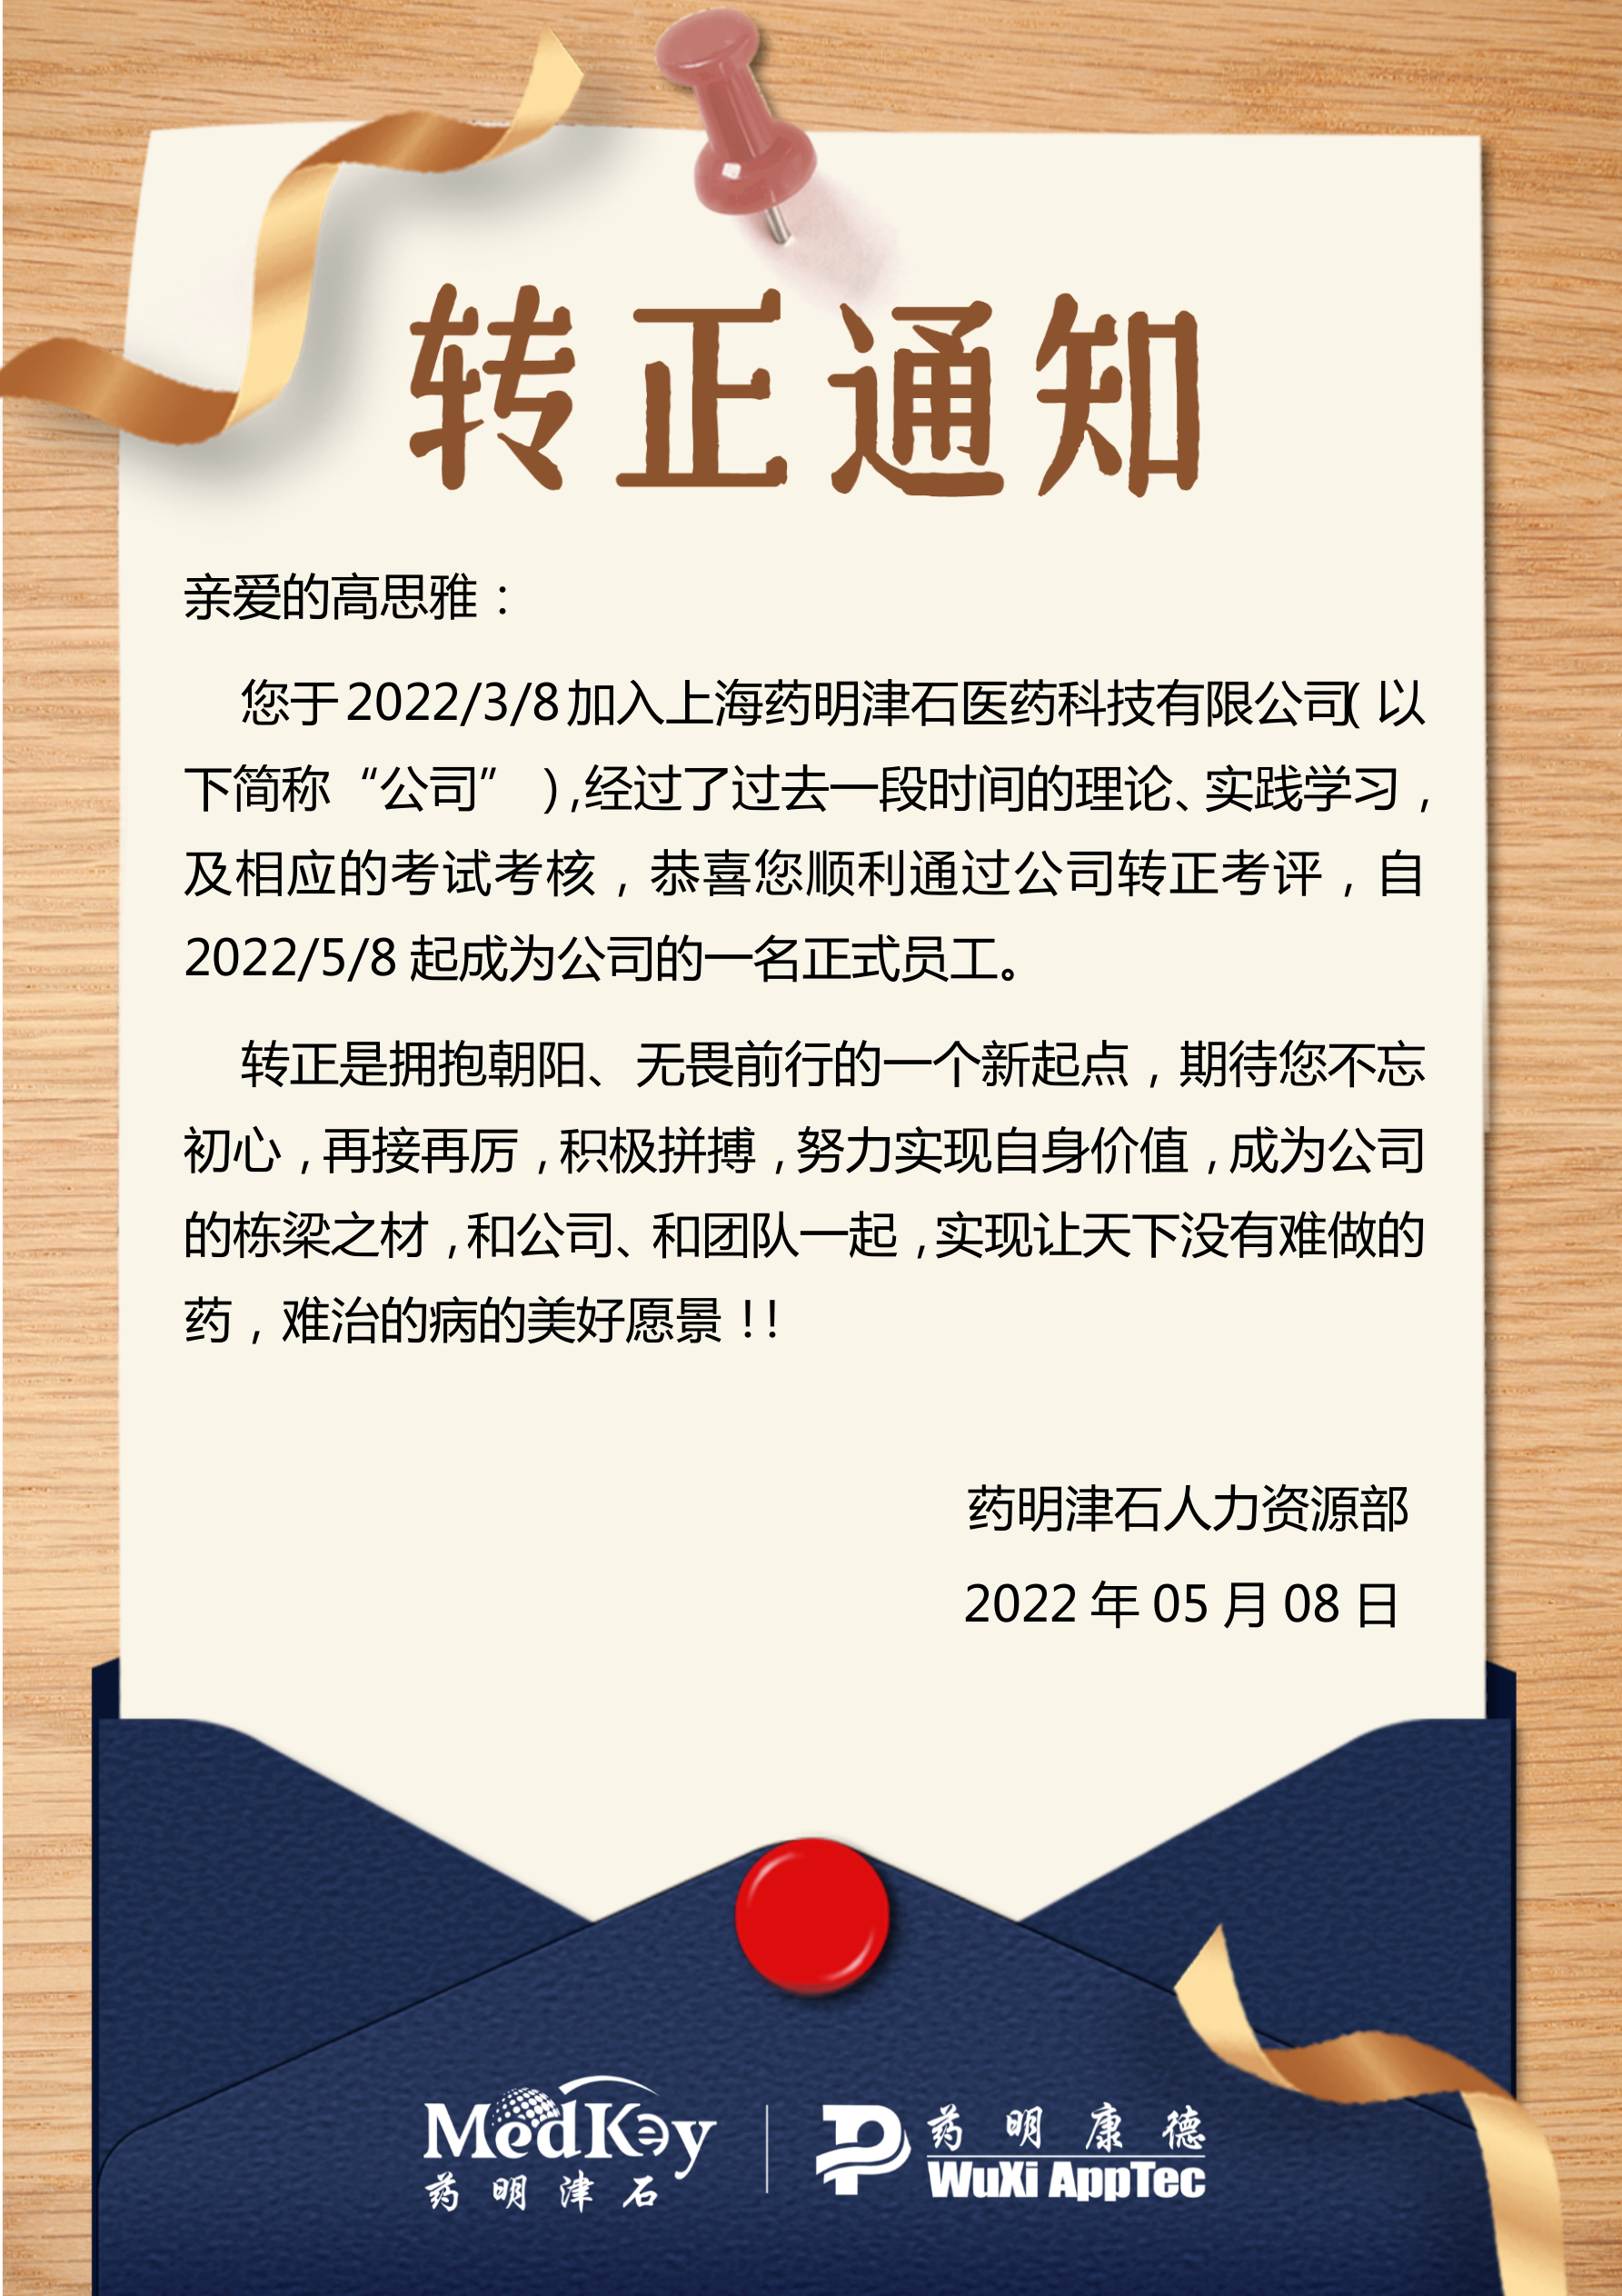 转正通知
亲爱的高思雅：
您于2022/3/8加入上海药明津石医药科技有限公司(以
下简称“公司” ),经过了过去一段时间的理论、实践学习，
及相应的考试考核，恭喜您顺利通过公司转正考评，自
2022/5/8 起成为公司的一名正式员工。
转正是拥抱朝阳、无畏前行的一个新起点，期待您不忘
初心，再接再厉，积极拼搏，努力实现自身价值，成为公司
的栋梁之材，和公司、和团队一起，实现让天下没有难做的
药，难治的病的美好愿景！！
药明津石人力资源部
2022 年 05 月 08 日
MedKey
药明津石
药明康德
WuXi AppTec